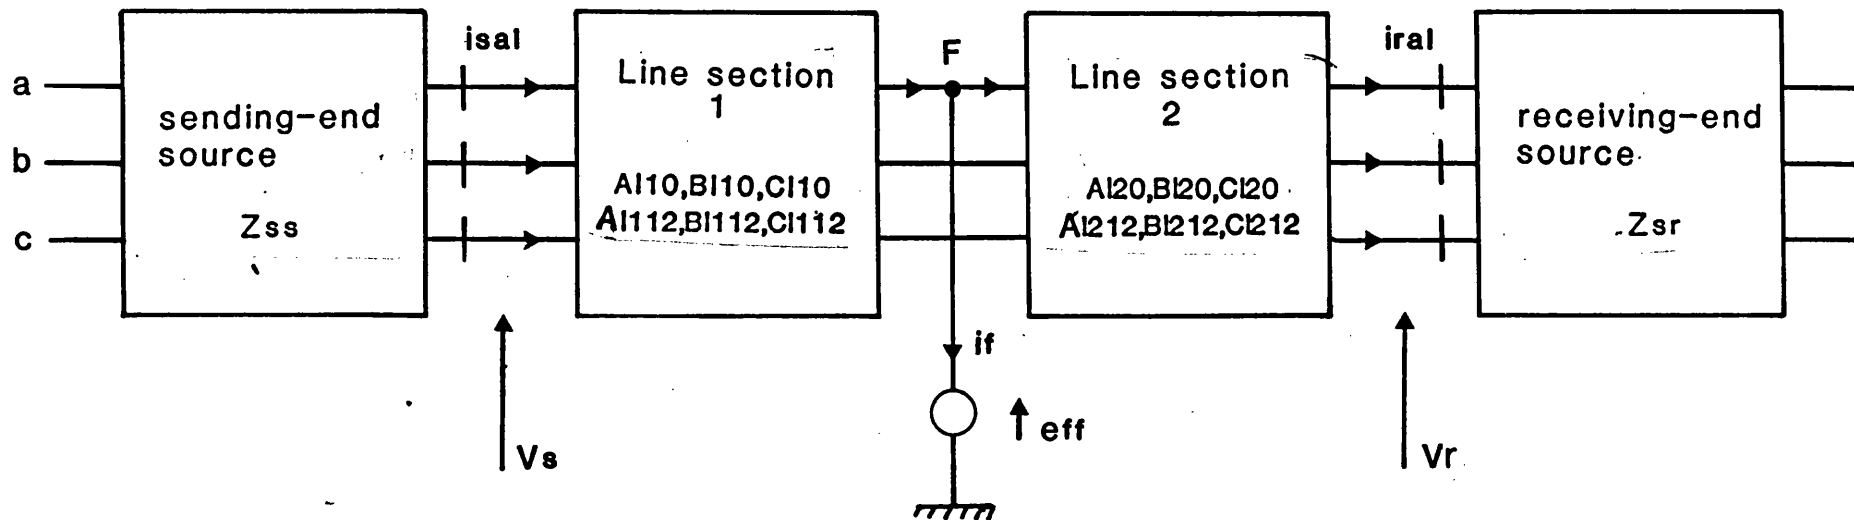 isal
iral
a
b
c
sending-end
source
Zss
Line section
1
Al10,Bl10,Cl10
Al112,Bl112,Cl112
F
if
eff
Line section
2
Al20,Bl20,Cl20
Al212,Bl212,Cl212
receiving-end
source
Zsr
Vs
Vr